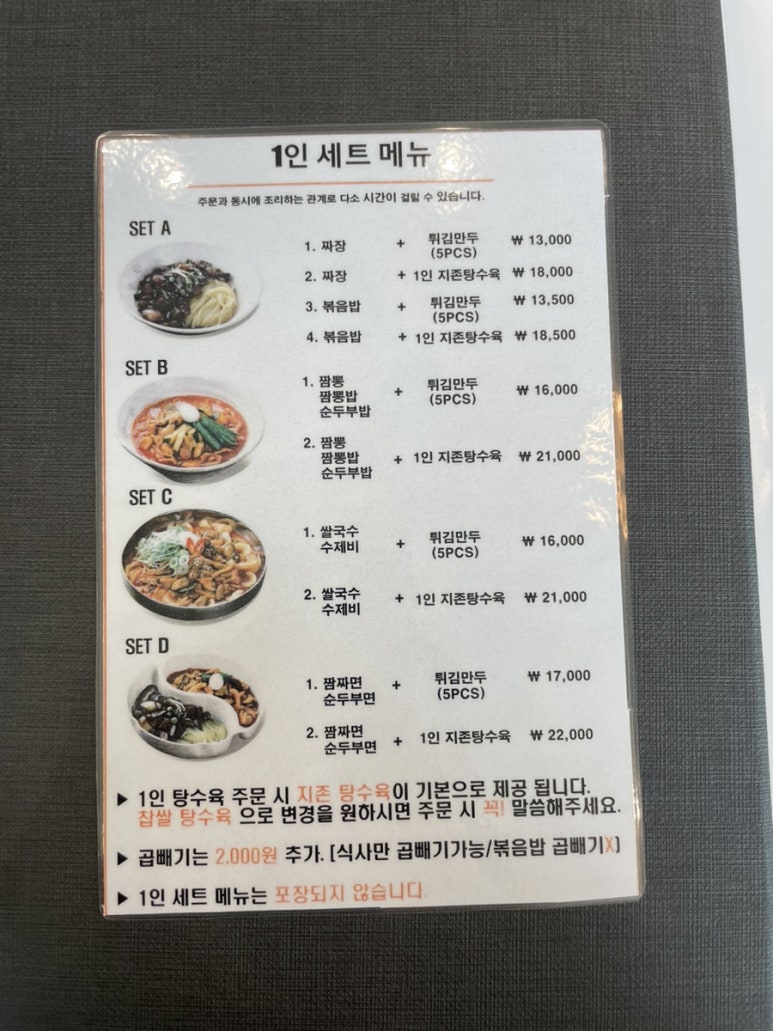 1인 세트 메뉴
주문과 동시에 조리하는 관계로 다소 시간이 걸릴 수 있습니다.
SET A
1. 짜장 + 튀김만두 (5PCS) ₩ 13,000
2. 짜장 + 1인 지존탕수육 ₩ 18,000
3. 볶음밥 + 튀김만두 (5PCS) ₩ 13,500
4. 볶음밥 + 1인 지존탕수육 ₩ 18,500
SET B
1. 짬뽕
짬뽕밥 + 튀김만두 (5PCS) ₩ 16,000
순두부밥
2. 짬뽕
짬뽕밥 + 1인 지존탕수육 ₩ 21,000
순두부밥
SET C
1. 쌀국수
수제비 + 튀김만두 (5PCS) ₩ 16,000
2. 쌀국수
수제비 + 1인 지존탕수육 ₩ 21,000
SET D
1. 짬짜면
순두부면 + 튀김만두 (5PCS) ₩ 17,000
2. 짬짜면
순두부면 + 1인 지존탕수육 ₩ 22,000
▶ 1인 탕수육 주문 시 지존 탕수육이 기본으로 제공 됩니다.
찹쌀 탕수육 으로 변경을 원하시면 주문 시 꼭! 말씀해주세요.
▶ 곱빼기는 2,000원 추가. [식사만 곱빼기가능/볶음밥 곱빼기X]
▶ 1인 세트 메뉴는 포장되지 않습니다.